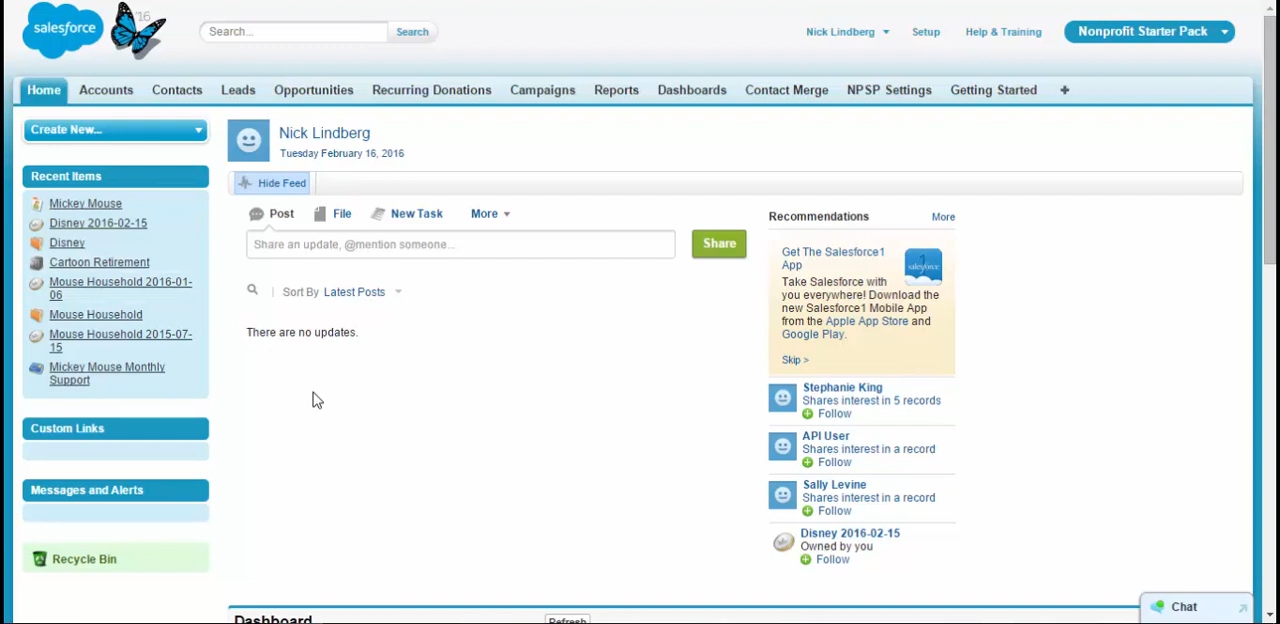 salesforce
'16
Search...
Search
Nick Lindberg
Setup
Help & Training
Nonprofit Starter Pack
Home
Accounts
Contacts
Leads
Opportunities
Recurring Donations
Campaigns
Reports
Dashboards
Contact Merge
NPSP Settings
Getting Started
+
Create New...
Recent Items
Mickey Mouse
Disney 2016-02-15
Disney
Cartoon Retirement
Mouse Household 2016-01-
06
Mouse Household
Mouse Household 2015-07-
15
Mickey Mouse Monthly
Support
Custom Links
Messages and Alerts
Recycle Bin
Nick Lindberg
Tuesday February 16, 2016
Hide Feed
Post
File
New Task
More
Share an update, @mention someone...
Share
Sort By Latest Posts
There are no updates.
Recommendations
More
Get The Salesforce1
App
salesforce
Take Salesforce with
you everywhere! Download the
new Salesforce1 Mobile App
from the Apple App Store and
Google Play.
Skip >
Stephanie King
Shares interest in 5 records
Follow
API User
Shares interest in a record
Follow
Sally Levine
Shares interest in a record
Follow
Disney 2016-02-15
Owned by you
Follow
Dashboard
Refresh
Chat